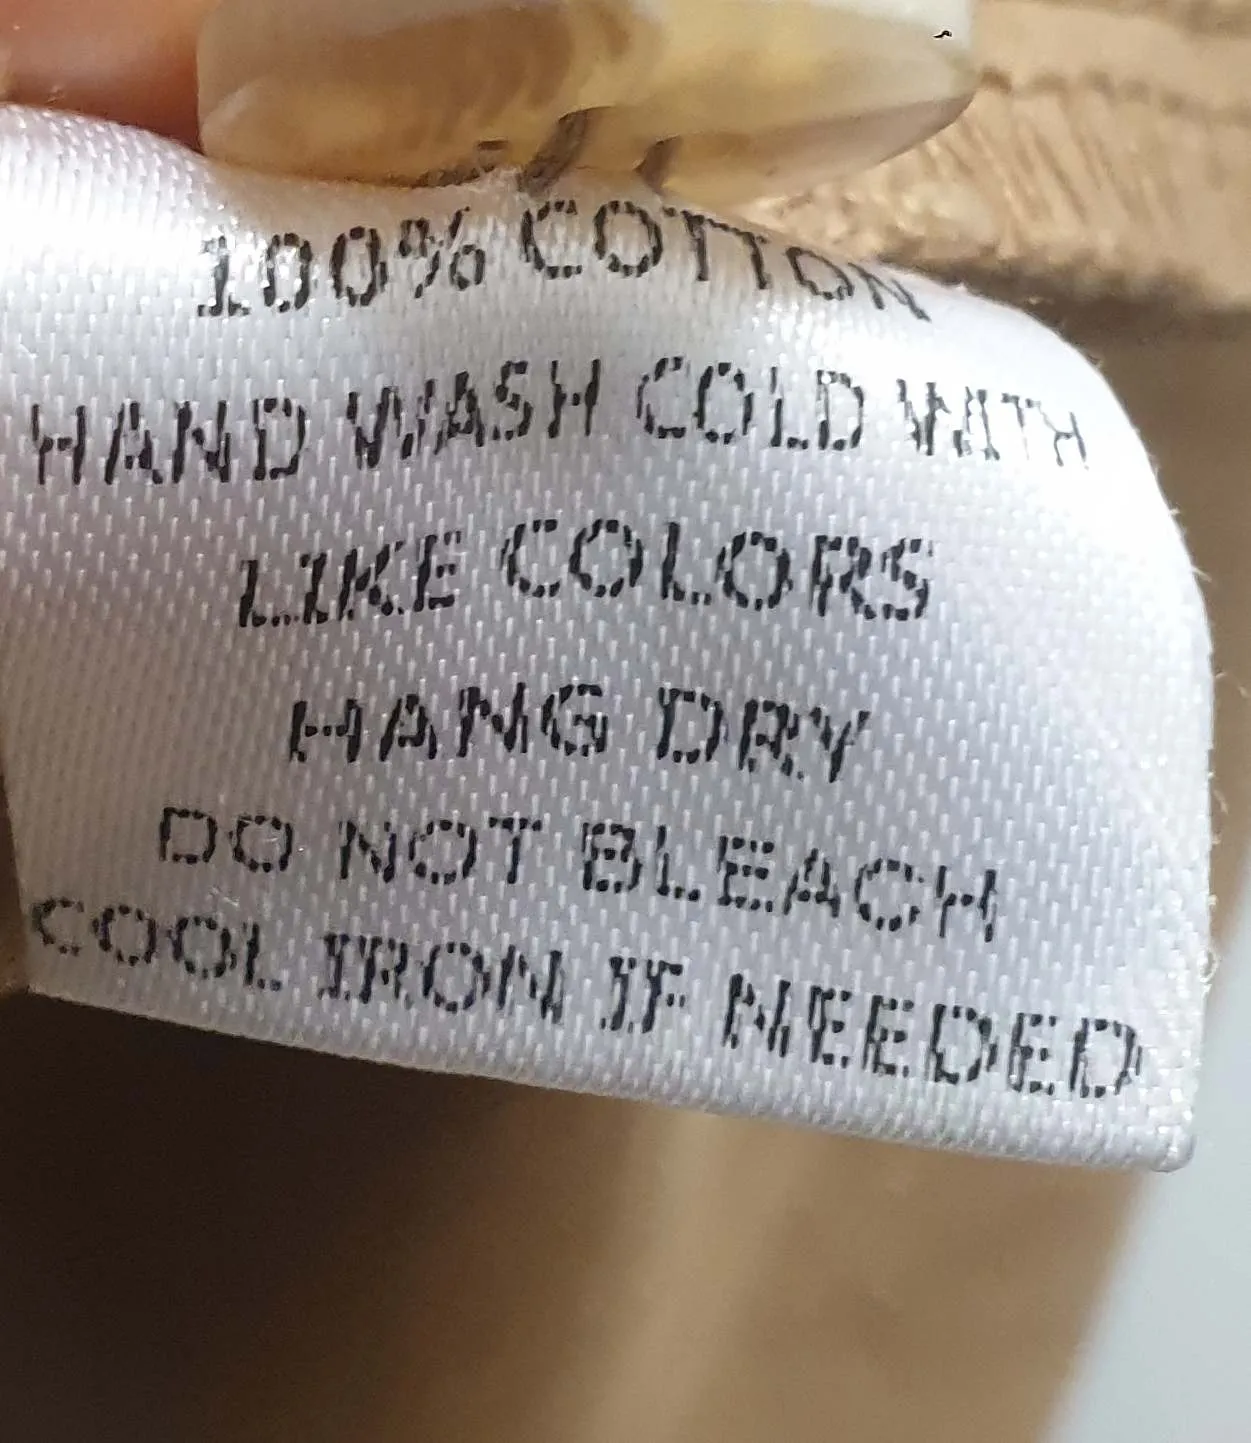 100% COTTON
HAND WASH COLD WITH
LIKE COLORS
HANG DRY
DO NOT BLEACH
COOL IRON IF NEEDED